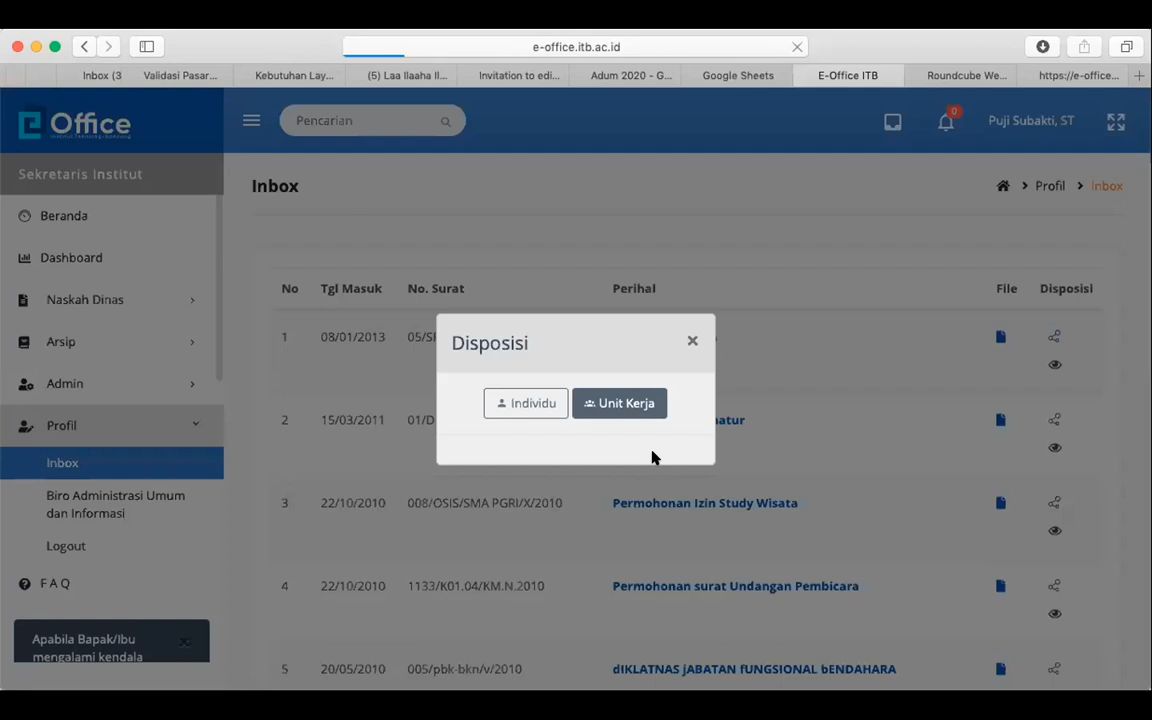 e-office.itb.ac.id
Inbox (3
Validasi Pasar...
Kebutuhan Lay...
(5) Laa Ilaaha Il...
Invitation to edi...
Adum 2020 - G...
Google Sheets
E-Office ITB
Roundcube We...
https://e-office...
Office
Pencarian
0
Puji Subakti, ST
Sekretaris Institut
Inbox
Profil
Inbox
Beranda
Dashboard
Naskah Dinas
Arsip
Admin
Profil
Inbox
Biro Administrasi Umum
dan Informasi
Logout
F A Q
Apabila Bapak/Ibu
mengalami kendala
No Tgl Masuk No. Surat Perihal File Disposisi
1 08/01/2013
2 15/03/2011 01/D
3 22/10/2010 008/OSIS/SMA PGRI/X/2010 Permohonan Izin Study Wisata
4 22/10/2010 1133/K01.04/KM.N.2010 Permohonan surat Undangan Pembicara
5 20/05/2010 005/pbk-bkn/v/2010 dIKLATNAS jABATAN fUNGSIONAL bENDAHARA
Disposisi
Individu
Unit Kerja